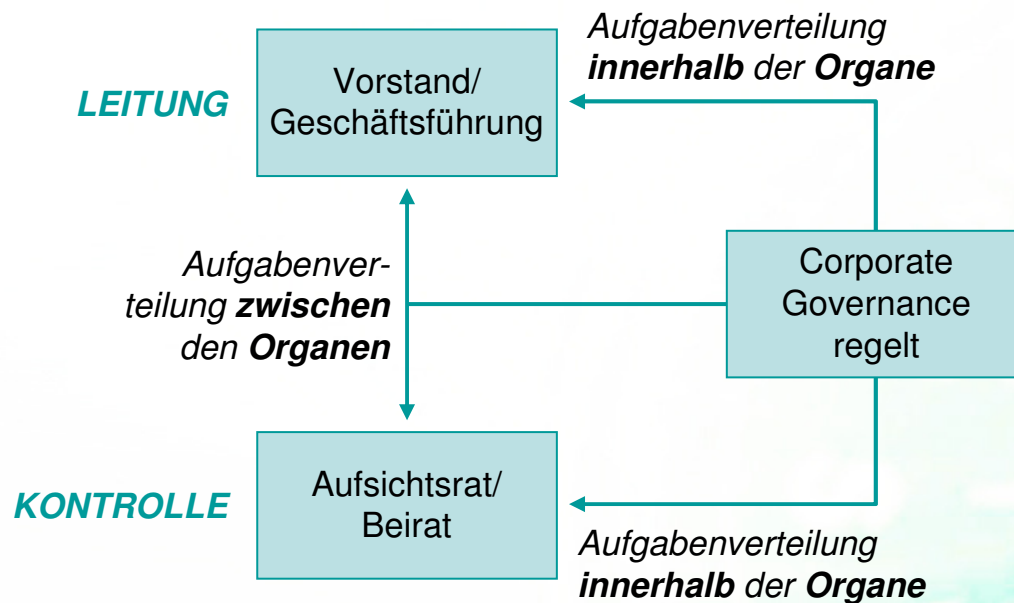 Aufgabenverteilung
innerhalb der Organe
LEITUNG
Vorstand/
Geschäftsführung
Aufgabenver-
teilung zwischen
den Organen
Corporate
Governance
regelt
KONTROLLE
Aufsichtsrat/
Beirat
Aufgabenverteilung
innerhalb der Organe